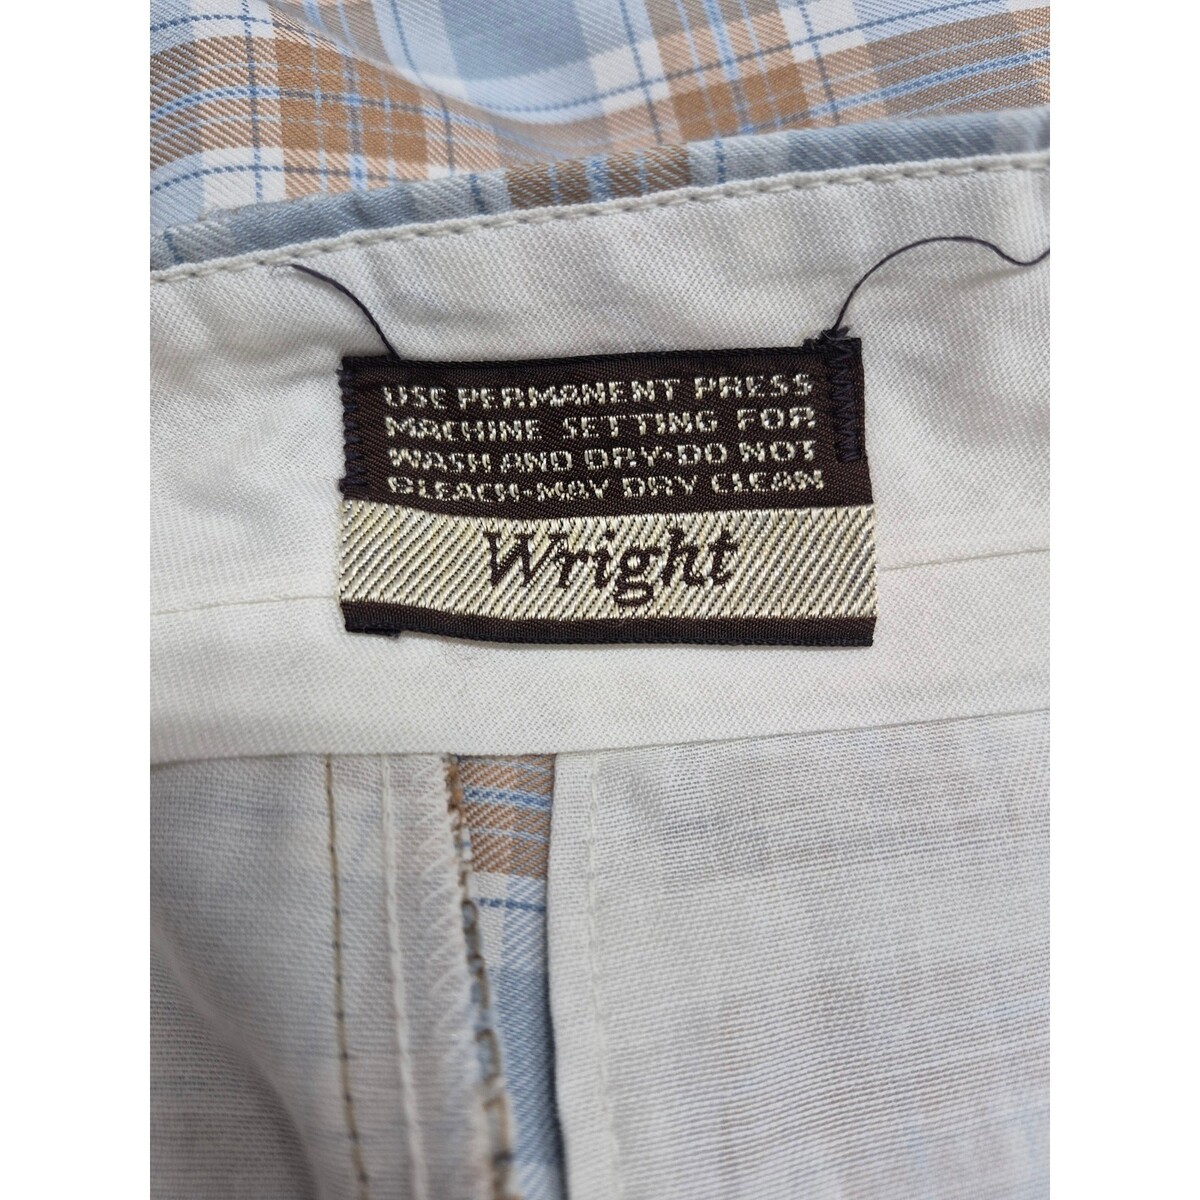 USE PERMANENT PRESS
MACHINE SETTING FOR
WASH AND DRY-DO NOT
BLEACH-MAY DRY CLEAN
Wright